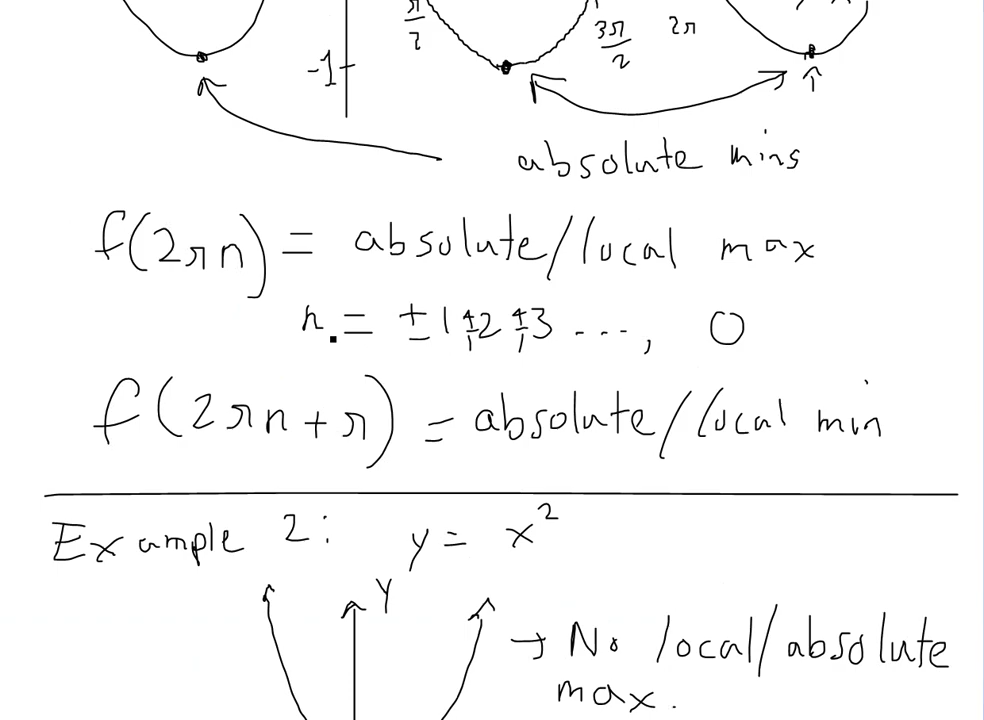 π/2
3π/2
2π
-1
absolute mins
f(2πn) = absolute/local max
n = ±1 ±2 ±3 ..., 0
f(2πn + π) = absolute/local min
Example 2: y = x²
y
→ No local/absolute
max.